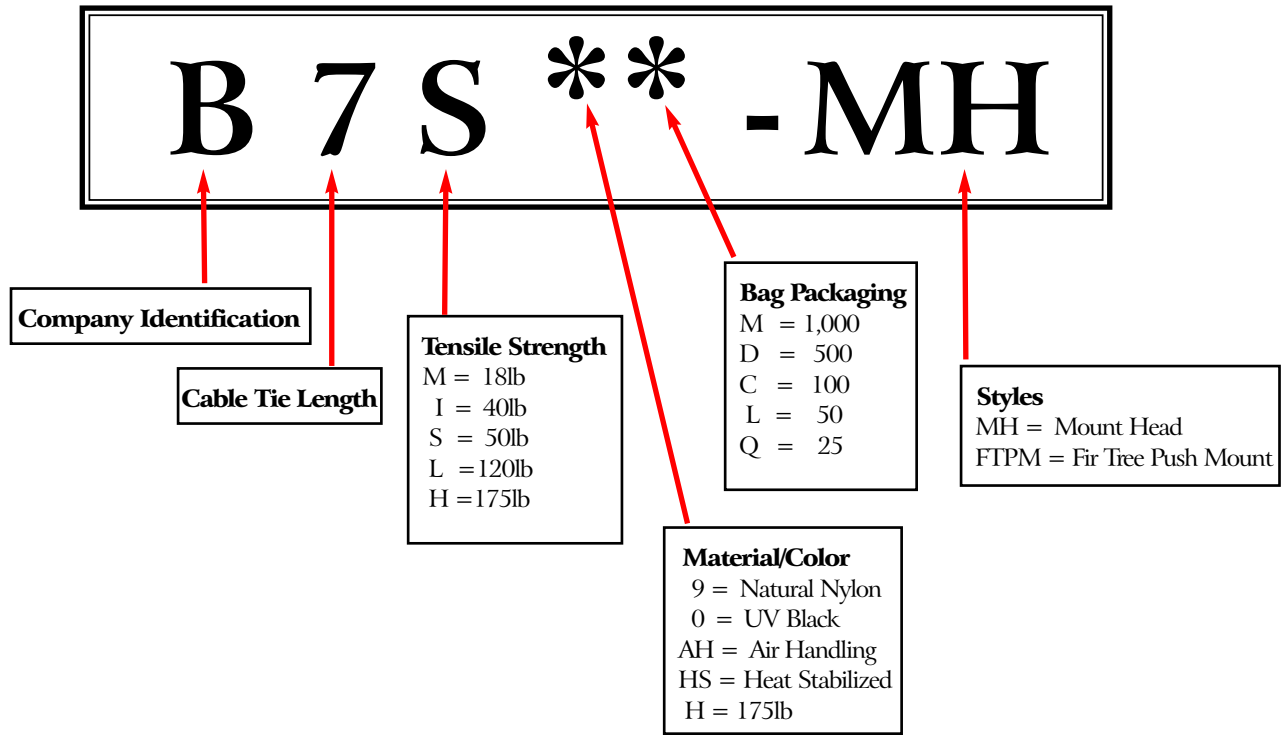 B 7 S ** -MH
Company Identification
Cable Tie Length
Tensile Strength
M = 18lb
I = 40lb
S = 50lb
L =120lb
H =175lb
Bag Packaging
M = 1,000
D = 500
C = 100
L = 50
Q = 25
Styles
MH = Mount Head
FTPM = Fir Tree Push Mount
Material/Color
9 = Natural Nylon
0 = UV Black
AH = Air Handling
HS = Heat Stabilized
H = 175lb